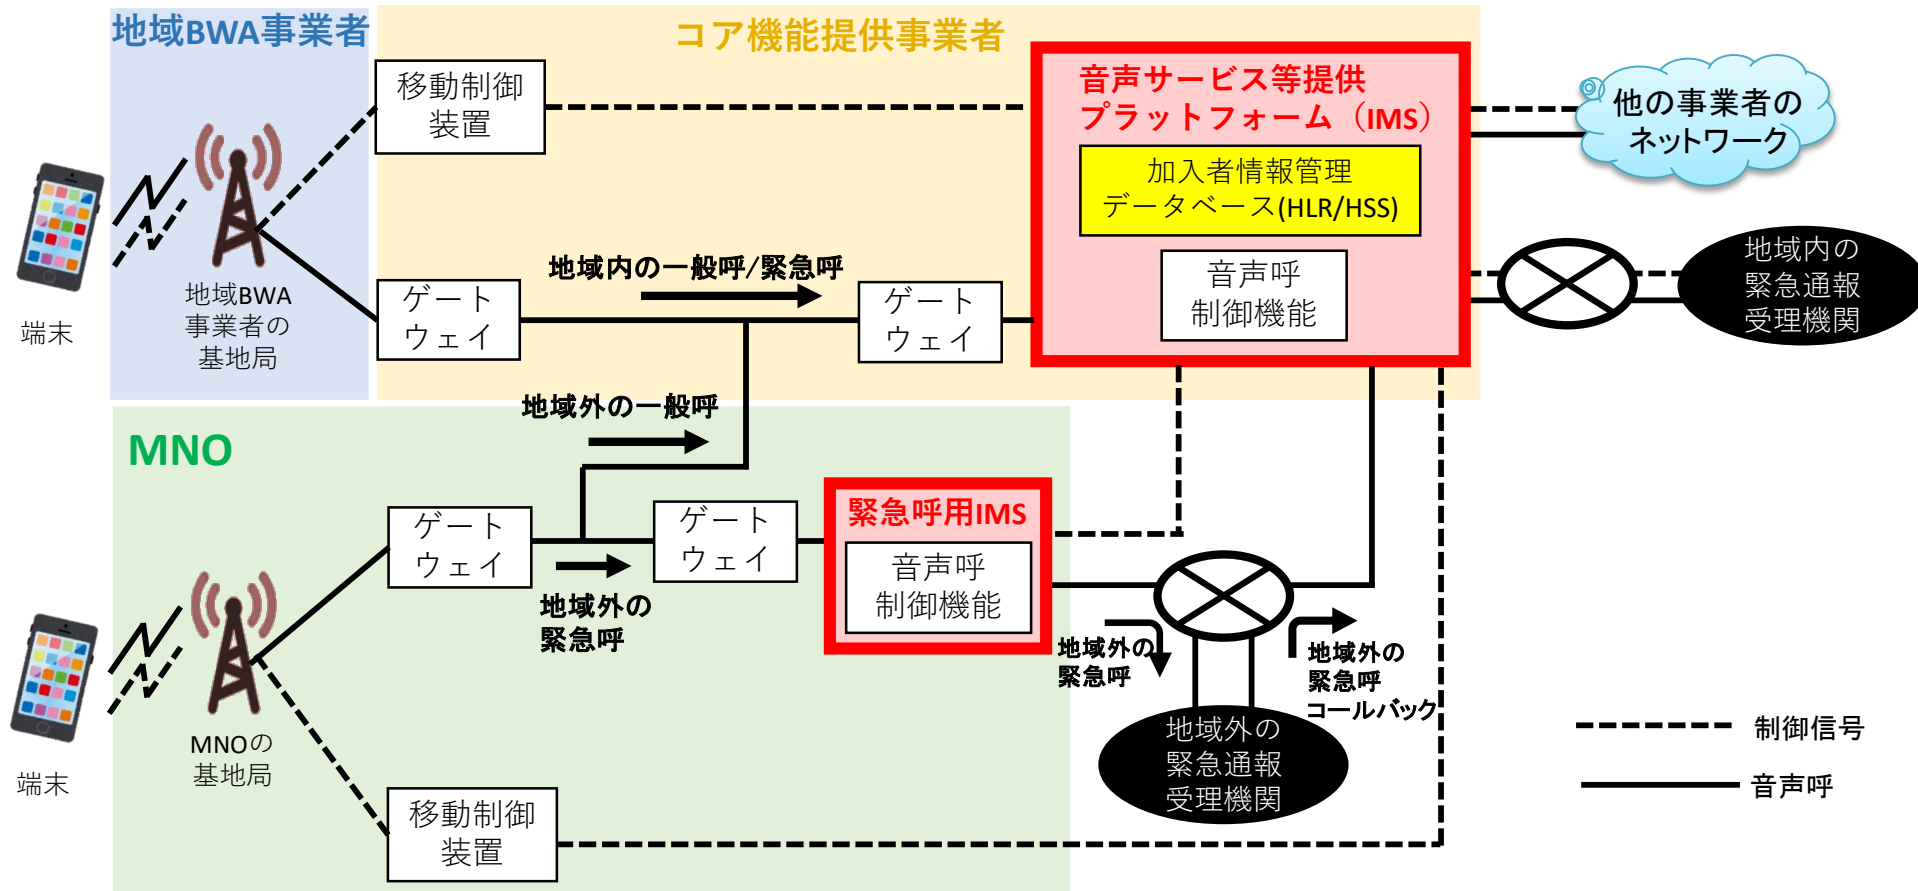 地域BWA事業者
コア機能提供事業者
移動制御
装置
音声サービス等提供
プラットフォーム（IMS）
加入者情報管理
データベース(HLR/HSS)
音声呼
制御機能
他の事業者の
ネットワーク
地域内の
緊急通報
受理機関
端末
地域BWA
事業者の
基地局
ゲート
ウェイ
地域内の一般呼/緊急呼
ゲート
ウェイ
地域外の一般呼
MNO
ゲート
ウェイ
地域外の
緊急呼
ゲート
ウェイ
緊急呼用IMS
音声呼
制御機能
地域外の
緊急呼
地域外の
緊急呼
コールバック
地域外の
緊急通報
受理機関
端末
MNOの
基地局
移動制御
装置
制御信号
音声呼